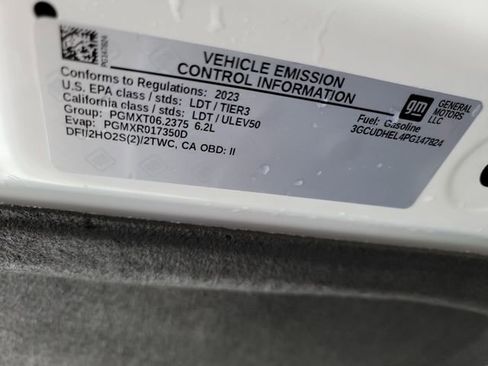 PG147824
VEHICLE EMISSION
CONTROL INFORMATION
Conforms to Regulations: 2023
U.S. EPA class / stds: LDT / TIER3
California class / stds: LDT / ULEV50
Group: PGMXT06.2375 6.2L
Evap: PGMXR017350D
DFI/2HO2S(2)/2TWC, CA OBD: II
gm
GENERAL
MOTORS
LLC
Fuel: Gasoline
3GCUDHEL4PG147824